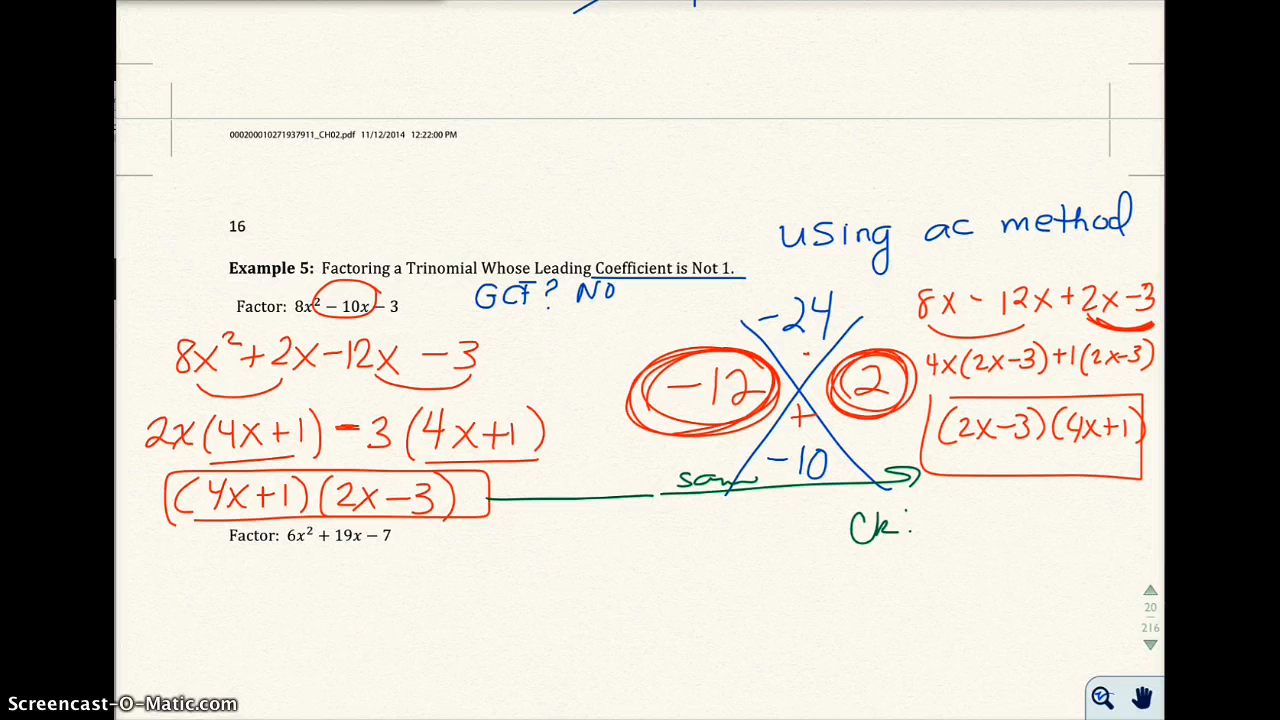 000200010271937911_CH02.pdf 11/12/2014 12:22:00 PM
16
using ac method
Example 5: Factoring a Trinomial Whose Leading Coefficient is Not 1.
Factor: 8x² − 10x − 3
GCF? NO
8x² + 2x − 12x − 3
2x(4x+1) − 3(4x+1)
(4x+1)(2x−3)
same
-24
-12
2
+
-10
8x − 12x + 2x − 3
4x(2x−3)+1(2x−3)
(2x−3)(4x+1)
Ck:
Factor: 6x² + 19x − 7
20
216
Screencast-O-Matic.com